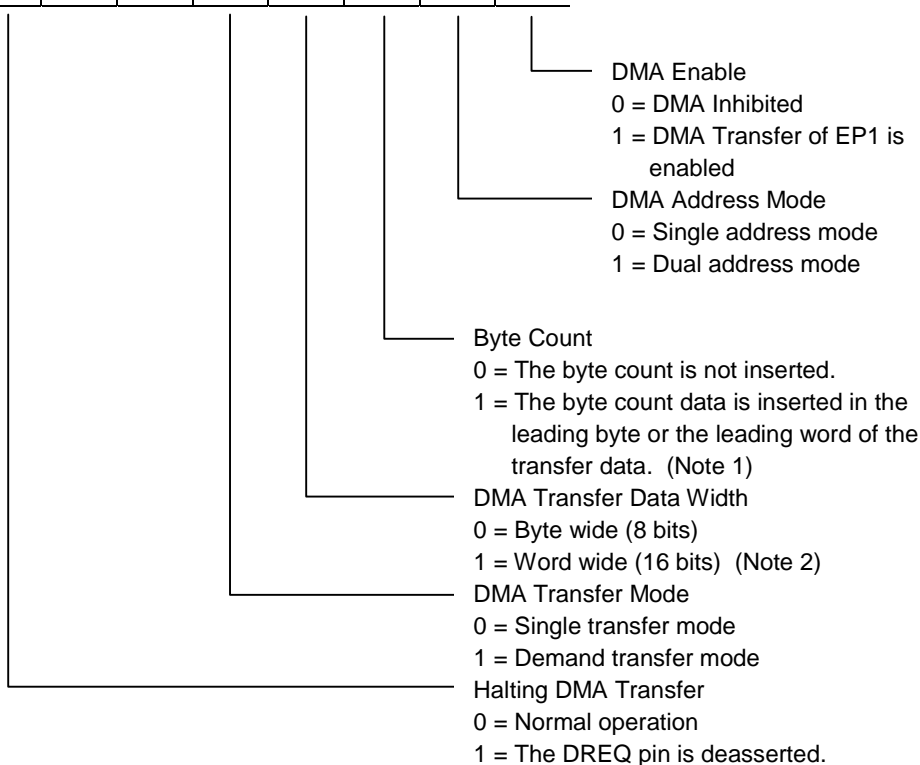 DMA Enable
0 = DMA Inhibited
1 = DMA Transfer of EP1 is
enabled
DMA Address Mode
0 = Single address mode
1 = Dual address mode
Byte Count
0 = The byte count is not inserted.
1 = The byte count data is inserted in the
leading byte or the leading word of the
transfer data. (Note 1)
DMA Transfer Data Width
0 = Byte wide (8 bits)
1 = Word wide (16 bits) (Note 2)
DMA Transfer Mode
0 = Single transfer mode
1 = Demand transfer mode
Halting DMA Transfer
0 = Normal operation
1 = The DREQ pin is deasserted.